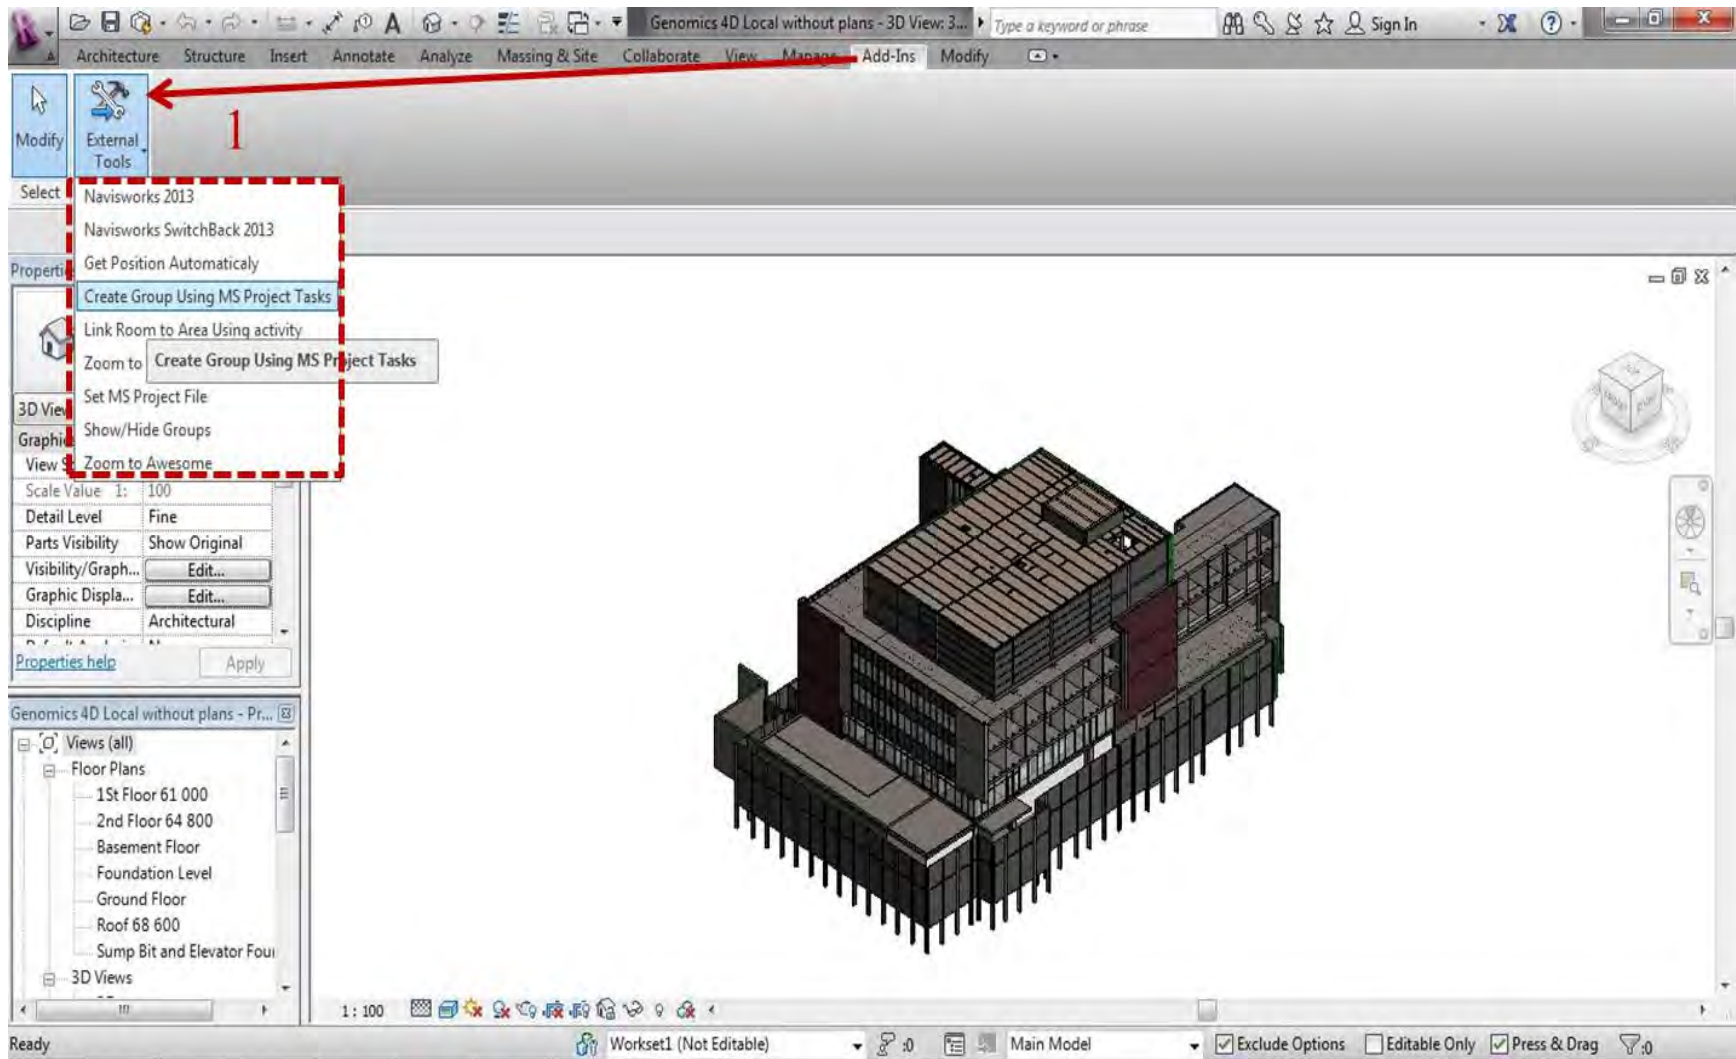 Genomics 4D Local without plans - 3D View: 3...
Type a keyword or phrase
Sign In
Architecture Structure Insert Annotate Analyze Massing & Site Collaborate View Manage Add-Ins Modify
1
Modify
External
Tools
Select
Navisworks 2013
Navisworks SwitchBack 2013
Get Position Automaticaly
Create Group Using MS Project Tasks
Link Room to Area Using activity
Zoom to
Create Group Using MS Project Tasks
Set MS Project File
Show/Hide Groups
Zoom to Awesome
Properti
3D View
Graphi
View S
Scale Value 1: 100
Detail Level Fine
Parts Visibility Show Original
Visibility/Graph... Edit...
Graphic Displa... Edit...
Discipline Architectural
Properties help Apply
Genomics 4D Local without plans - Pr...
Views (all)
Floor Plans
1St Floor 61 000
2nd Floor 64 800
Basement Floor
Foundation Level
Ground Floor
Roof 68 600
Sump Bit and Elevator Foui
3D Views
1 : 100
Ready
Workset1 (Not Editable)
:0
Main Model
Exclude Options
Editable Only
Press & Drag
:0